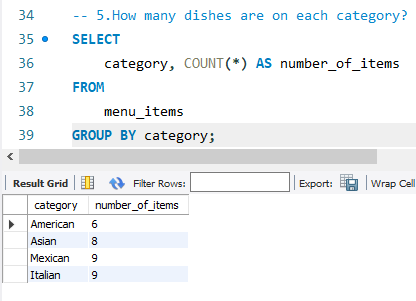 34 -- 5.How many dishes are on each category?
35 SELECT
36 category, COUNT(*) AS number_of_items
37 FROM
38 menu_items
39 GROUP BY category;
Result Grid Filter Rows: Export: Wrap Cell
category number_of_items
American 6
Asian 8
Mexican 9
Italian 9